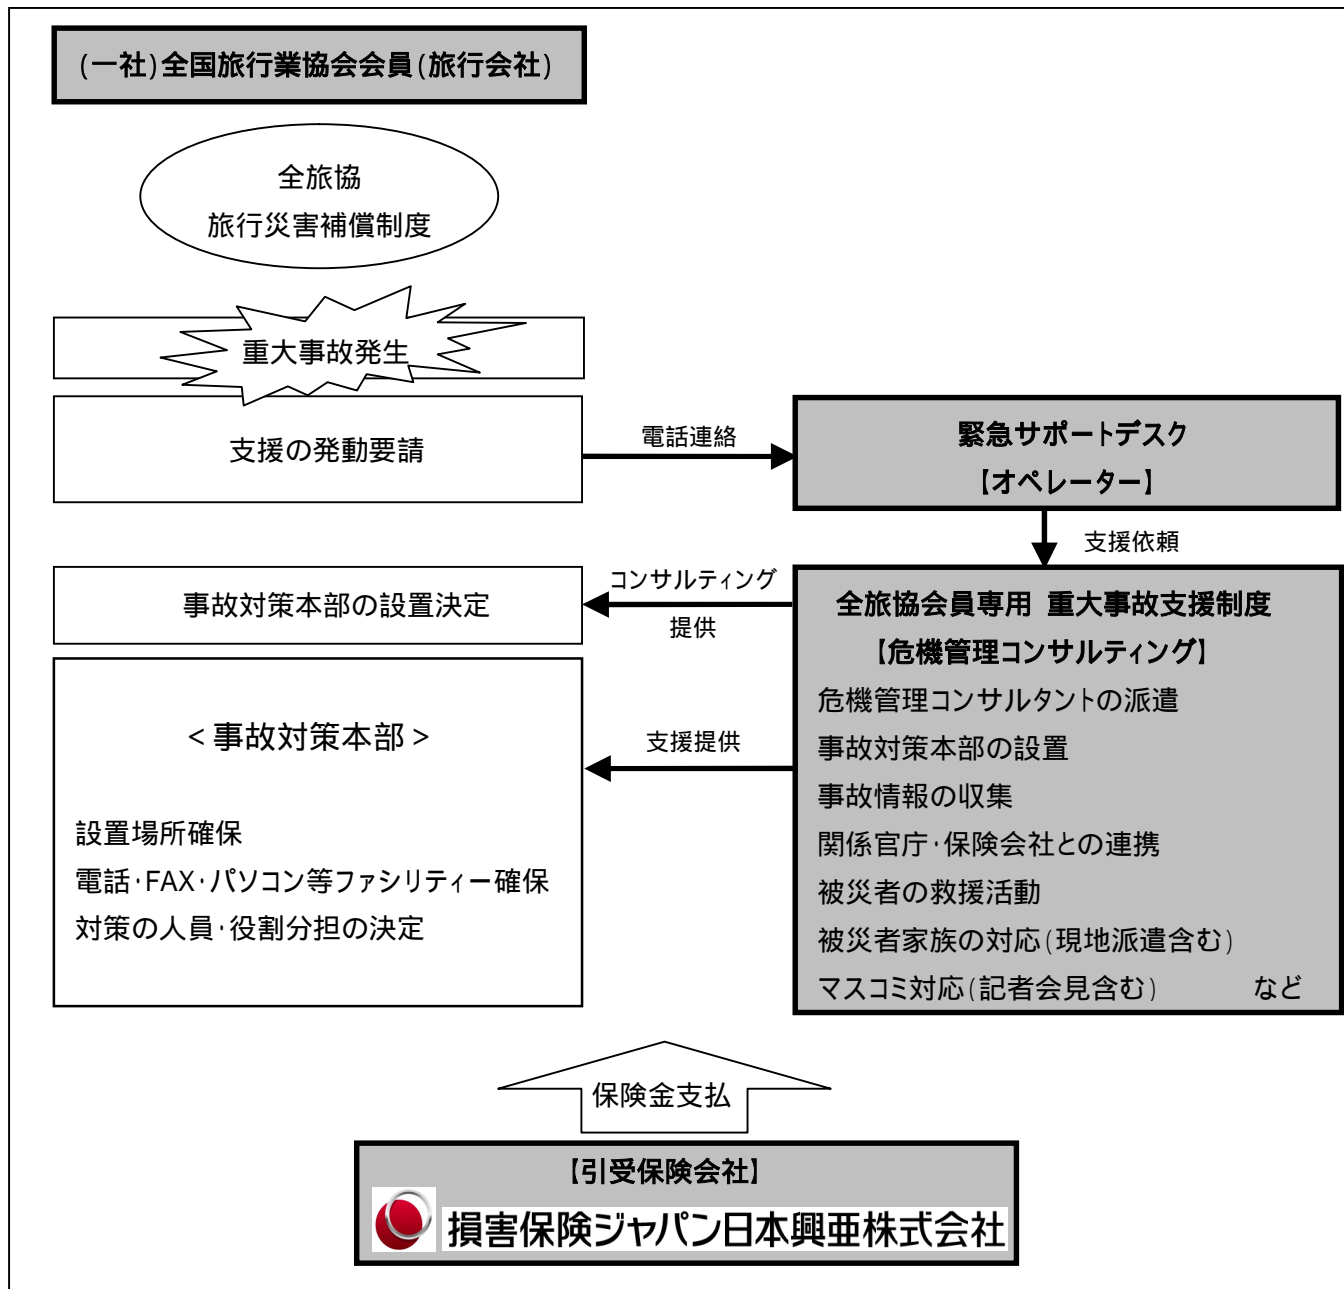 (一社)全国旅行業協会会員(旅行会社)
全旅協
旅行災害補償制度
重大事故発生
支援の発動要請
電話連絡
緊急サポートデスク
【オペレーター】
支援依頼
事故対策本部の設置決定
コンサルティング
提供
全旅協会員専用 重大事故支援制度
【危機管理コンサルティング】
危機管理コンサルタントの派遣
事故対策本部の設置
事故情報の収集
関係官庁・保険会社との連携
被災者の救援活動
被災者家族の対応(現地派遣含む)
マスコミ対応(記者会見含む) など
支援提供
<事故対策本部>
設置場所確保
電話・FAX・パソコン等ファシリティー確保
対策の人員・役割分担の決定
保険金支払
【引受保険会社】
損害保険ジャパン日本興亜株式会社